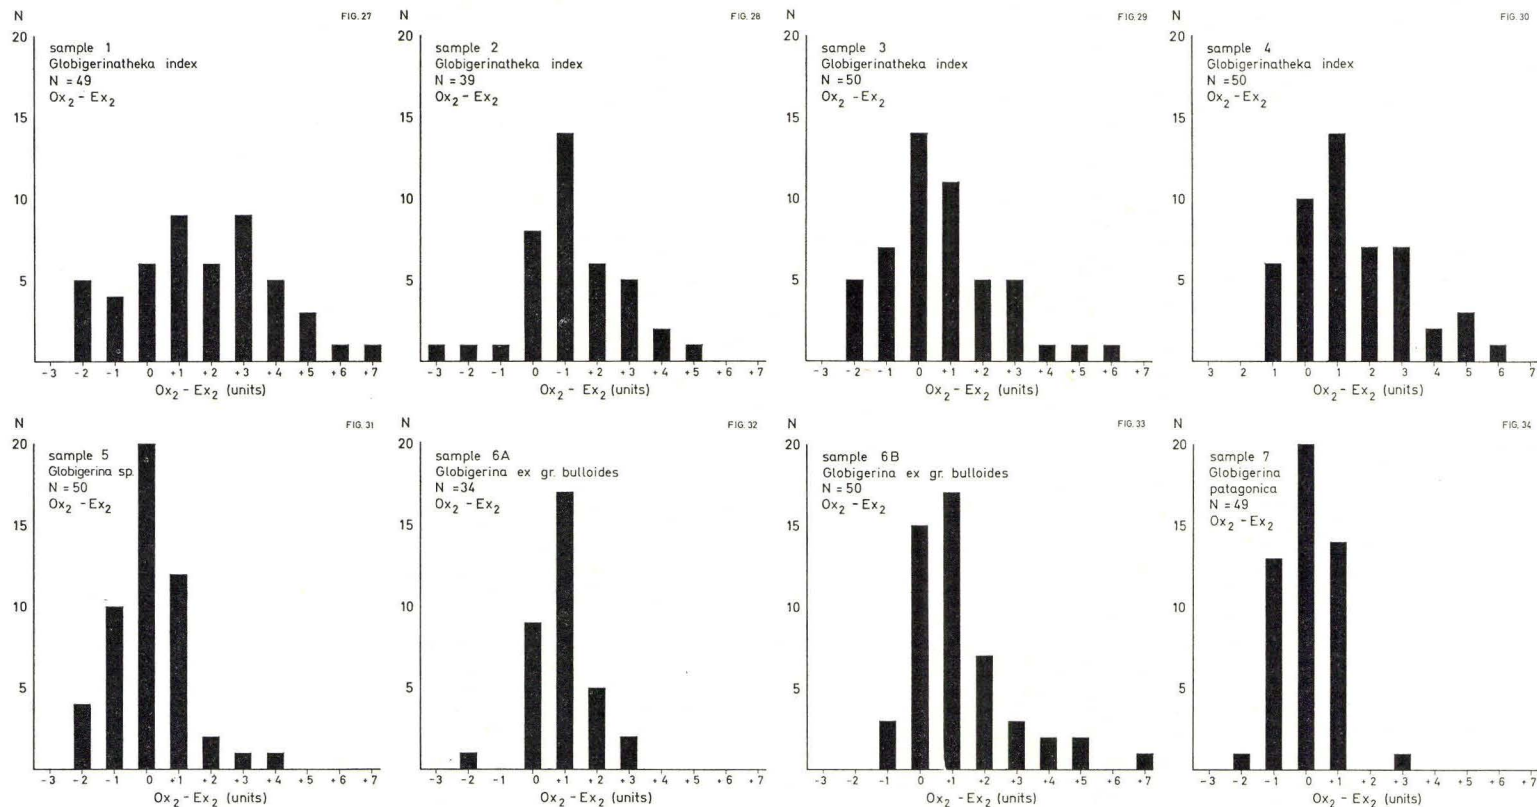 N
FIG. 27
20
sample 1
Globigerinatheka index
N = 49
Ox₂ - Ex₂
15
10
5
-3 -2 -1 0 +1 +2 +3 +4 +5 +6 +7
Ox₂ - Ex₂ (units)
N
FIG. 28
20
sample 2
Globigerinatheka index
N = 39
Ox₂ - Ex₂
15
10
5
-3 -2 -1 0 -1 +2 +3 +4 +5 +6 +7
Ox₂ - Ex₂ (units)
N
FIG. 29
20
sample 3
Globigerinatheka index
N = 50
Ox₂ - Ex₂
15
10
5
-3 -2 -1 0 +1 +2 +3 +4 +5 +6 +7
Ox₂ - Ex₂ (units)
N
FIG. 30
20
sample 4
Globigerinatheka index
N = 50
Ox₂ - Ex₂
15
10
5
3 2 1 0 1 2 3 4 5 6 7
Ox₂ - Ex₂ (units)
N
FIG. 31
20
sample 5
Globigerina sp.
N = 50
Ox₂ - Ex₂
15
10
5
-3 -2 -1 0 +1 +2 +3 +4 +5 +6 +7
Ox₂ - Ex₂ (units)
N
FIG. 32
20
sample 6A
Globigerina ex gr. bulloides
N = 34
Ox₂ - Ex₂
15
10
5
-3 -2 0 +1 +2 +3 +4 +5 +6 +7
Ox₂ - Ex₂ (units)
N
FIG. 33
20
sample 6B
Globigerina ex gr. bulloides
N = 50
Ox₂ - Ex₂
15
10
5
-3 -2 -1 0 +1 +2 +3 +4 +5 +6 +7
Ox₂ - Ex₂ (units)
N
FIG. 34
20
sample 7
Globigerina
patagonica
N = 49
Ox₂ - Ex₂
15
10
5
-3 -2 -1 0 +1 +2 +3 +4 +5 +6 +7
Ox₂ - Ex₂ (units)